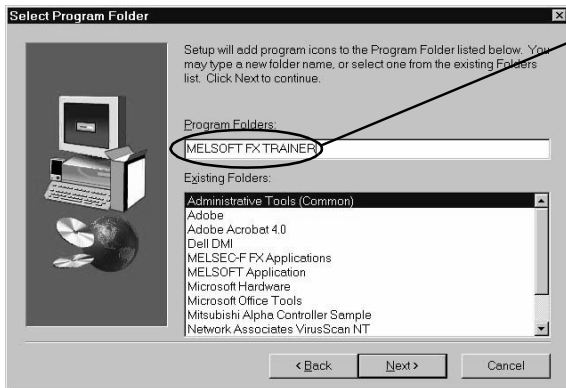 Select Program Folder
Setup will add program icons to the Program Folder listed below. You
may type a new folder name, or select one from the existing Folders
list. Click Next to continue.
Program Folders:
MELSOFT FX TRAINER
Existing Folders:
Administrative Tools (Common)
Adobe
Adobe Acrobat 4.0
Dell DMI
MELSEC-F FX Applications
MELSOFT Application
Microsoft Hardware
Microsoft Office Tools
Mitsubishi Alpha Controller Sample
Network Associates VirusScan NT
< Back
Next >
Cancel